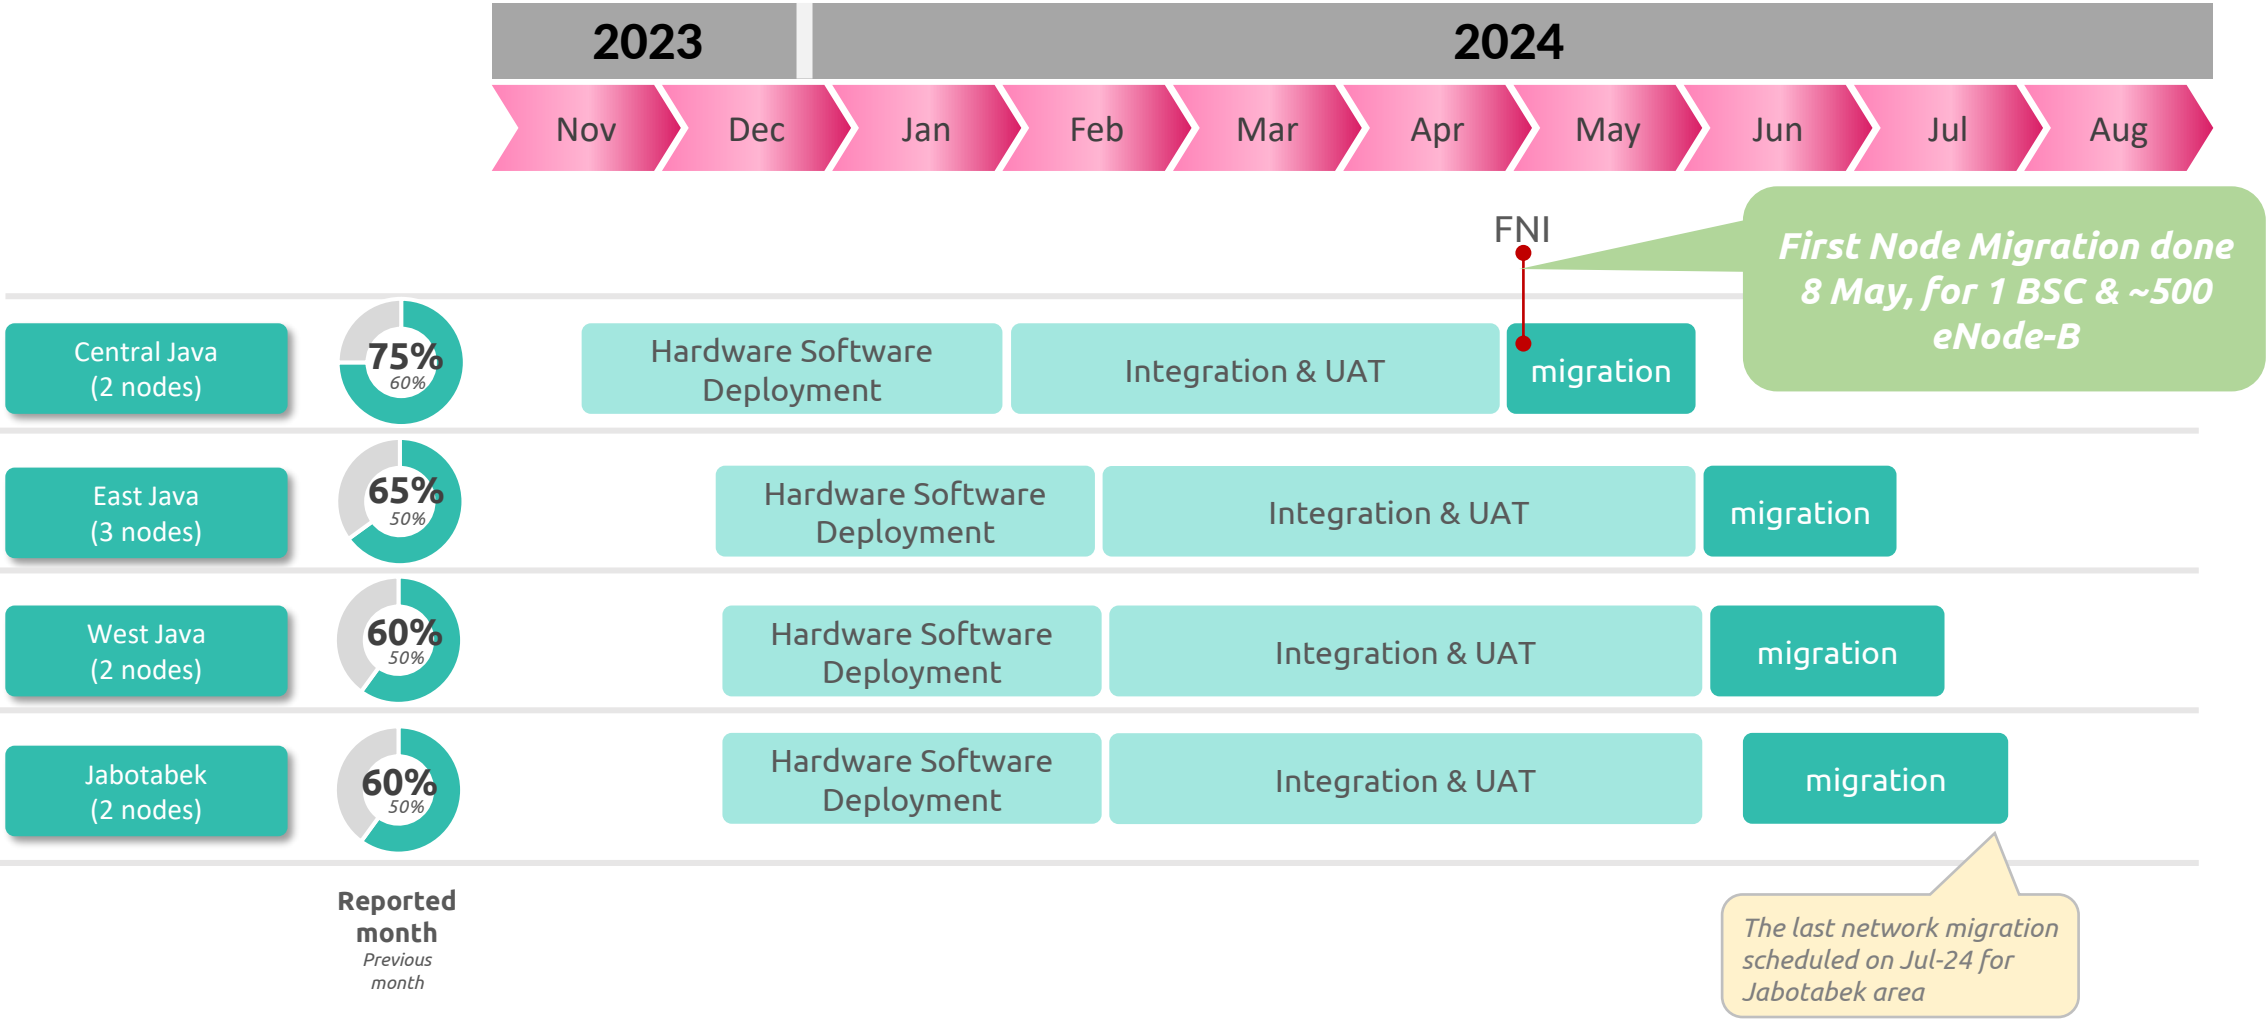 2023
2024
Nov
Dec
Jan
Feb
Mar
Apr
May
Jun
Jul
Aug
FNI
First Node Migration done
8 May, for 1 BSC & ~500
eNode-B
Central Java
(2 nodes)
75%
60%
Hardware Software
Deployment
Integration & UAT
migration
East Java
(3 nodes)
65%
50%
Hardware Software
Deployment
Integration & UAT
migration
West Java
(2 nodes)
60%
50%
Hardware Software
Deployment
Integration & UAT
migration
Jabotabek
(2 nodes)
60%
50%
Hardware Software
Deployment
Integration & UAT
migration
Reported
month
Previous
month
The last network migration
scheduled on Jul-24 for
Jabotabek area